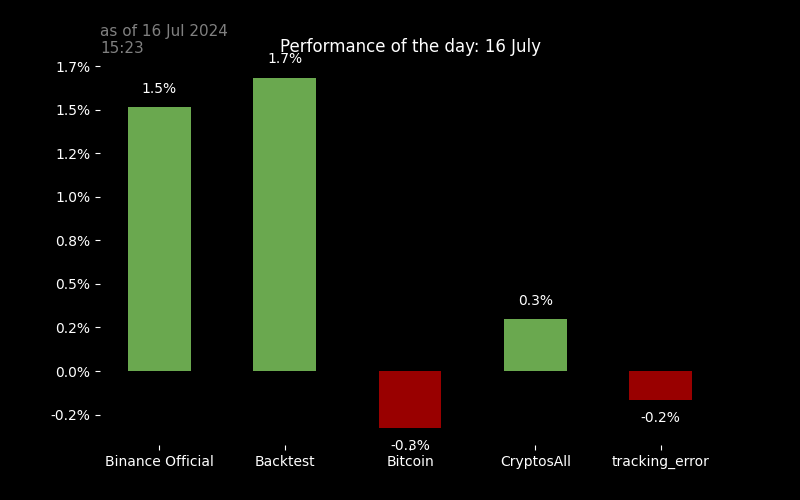 as of 16 Jul 2024
15:23
Performance of the day: 16 July
1.7%
1.5%
1.2%
1.0%
0.8%
0.5%
0.2%
0.0%
-0.2%
1.5%
1.7%
-0.3%
0.3%
-0.2%
Binance Official
Backtest
Bitcoin
CryptosAll
tracking_error